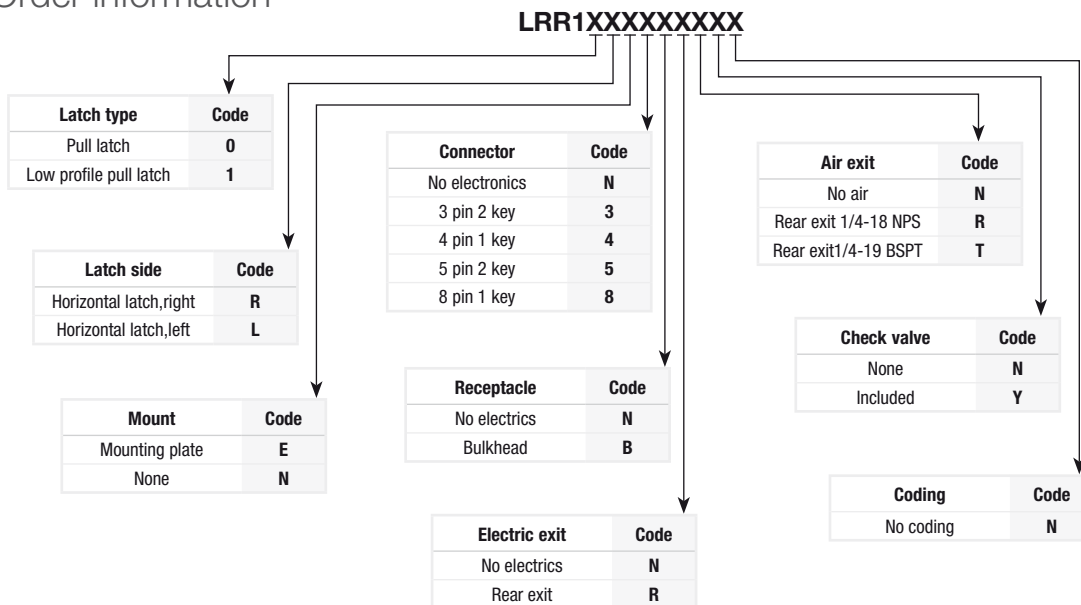 Order information
LRR1XXXXXXXXX
Latch type Code
Pull latch 0
Low profile pull latch 1
Latch side Code
Horizontal latch,right R
Horizontal latch,left L
Mount Code
Mounting plate E
None N
Connector Code
No electronics N
3 pin 2 key 3
4 pin 1 key 4
5 pin 2 key 5
8 pin 1 key 8
Receptacle Code
No electrics N
Bulkhead B
Electric exit Code
No electrics N
Rear exit R
Air exit Code
No air N
Rear exit 1/4-18 NPS R
Rear exit1/4-19 BSPT T
Check valve Code
None N
Included Y
Coding Code
No coding N